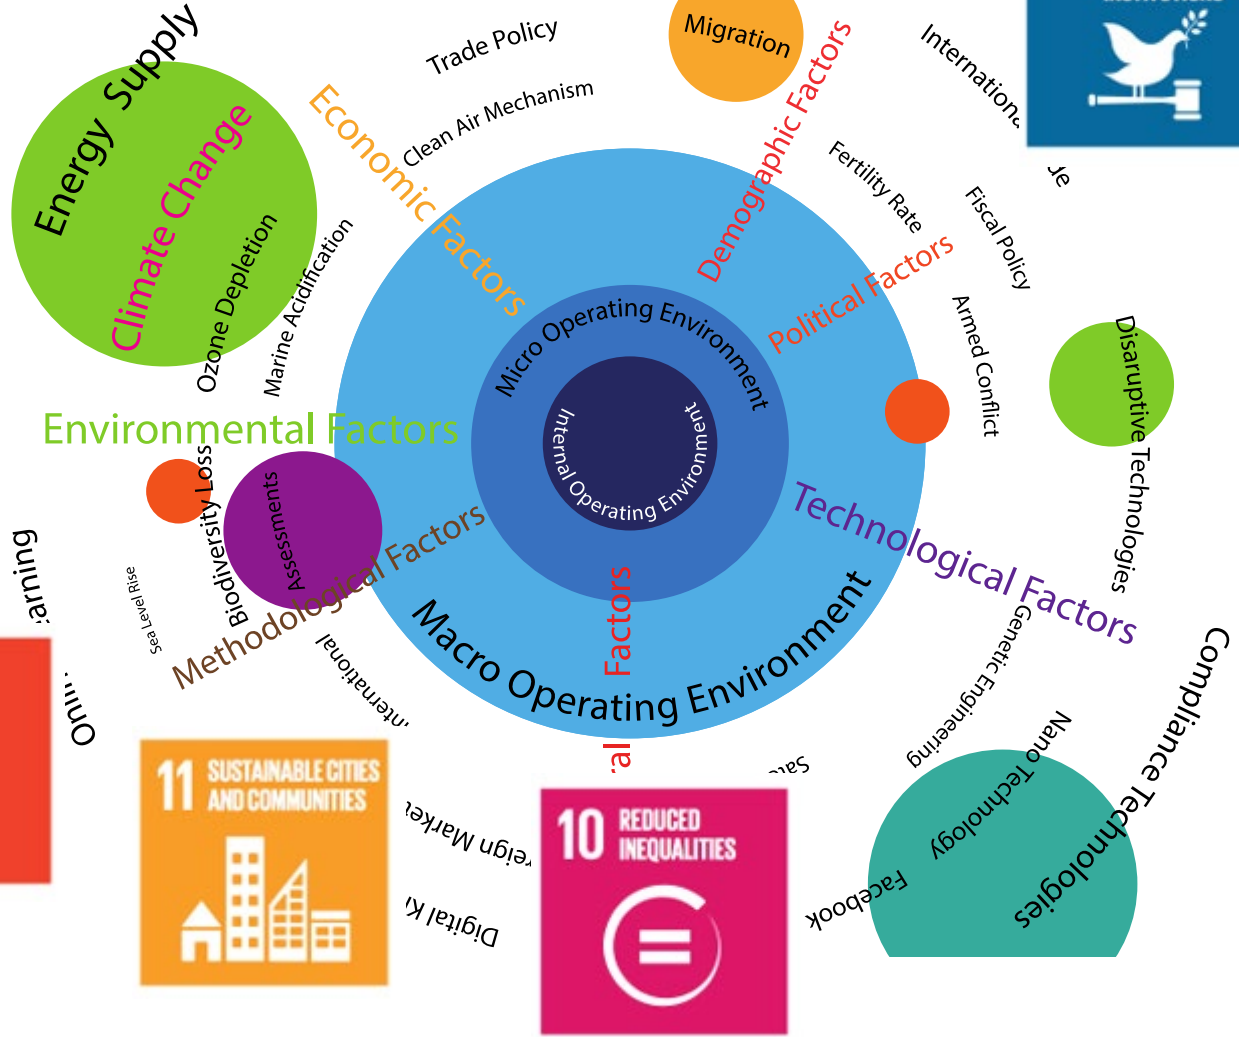 Energy Supply
Climate Change
Ozone Depletion
Marine Acidification
Economic Factors
Trade Policy
Clean Air Mechanism
Migration
Demographic Factors
Fertility Rate
Political Factors
Fiscal Policy
Armed Conflict
Disaruptive Technologies
Micro Operating Environment
Internal Operating Environment
Environmental Factors
Biodiversity Loss
Assessments
Sea Level Rise
Methodological Factors
International
Macro Operating Environment
Factors
Technological Factors
Genetic Engineering
Nano Technology
Compliance Technologies
Facebook
11 SUSTAINABLE CITIES
AND COMMUNITIES
Digital
10 REDUCED
INEQUALITIES